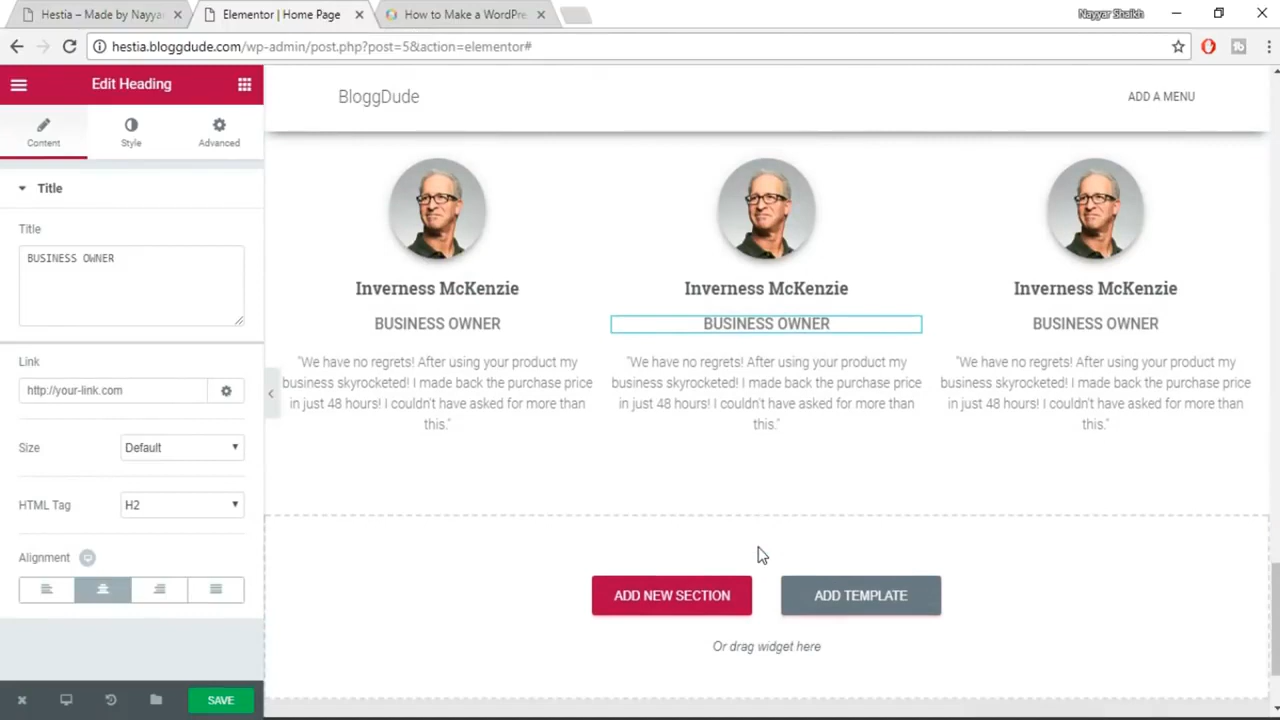 Hestia – Made by Nayya
Elementor | Home Page
How to Make a WordPre
Nayyar Shaikh
hestia.bloggdude.com/wp-admin/post.php?post=5&action=elementor#
Edit Heading
Content
Style
Advanced
Title
Title
BUSINESS OWNER
Link
http://your-link.com
Size
Default
HTML Tag
H2
Alignment
SAVE
BloggDude
ADD A MENU
Inverness McKenzie
BUSINESS OWNER
"We have no regrets! After using your product my
business skyrocketed! I made back the purchase price
in just 48 hours! I couldn't have asked for more than
this."
Inverness McKenzie
BUSINESS OWNER
"We have no regrets! After using your product my
business skyrocketed! I made back the purchase price
in just 48 hours! I couldn't have asked for more than
this."
Inverness McKenzie
BUSINESS OWNER
"We have no regrets! After using your product my
business skyrocketed! I made back the purchase price
in just 48 hours! I couldn't have asked for more than
this."
ADD NEW SECTION
ADD TEMPLATE
Or drag widget here